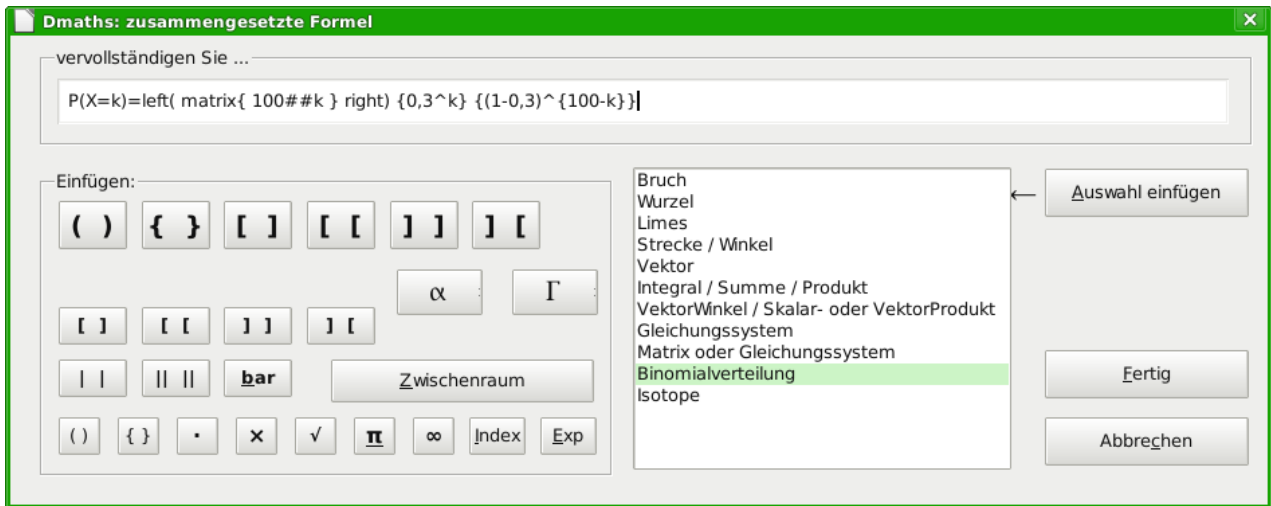 Dmaths: zusammengesetzte Formel
vervollständigen Sie ...
P(X=k)=left( matrix{ 100##k } right) {0,3^k} {(1-0,3)^{100-k}}
Einfügen:
( ) { } [ ] [ [ ] ] ] [
α Γ
[ ] [ [ ] ] ] [
| | || || bar Zwischenraum
( ) { } · × √ π ∞ Index Exp
Bruch
Wurzel
Limes
Strecke / Winkel
Vektor
Integral / Summe / Produkt
VektorWinkel / Skalar- oder VektorProdukt
Gleichungssystem
Matrix oder Gleichungssystem
Binomialverteilung
Isotope
← Auswahl einfügen
Fertig
Abbrechen